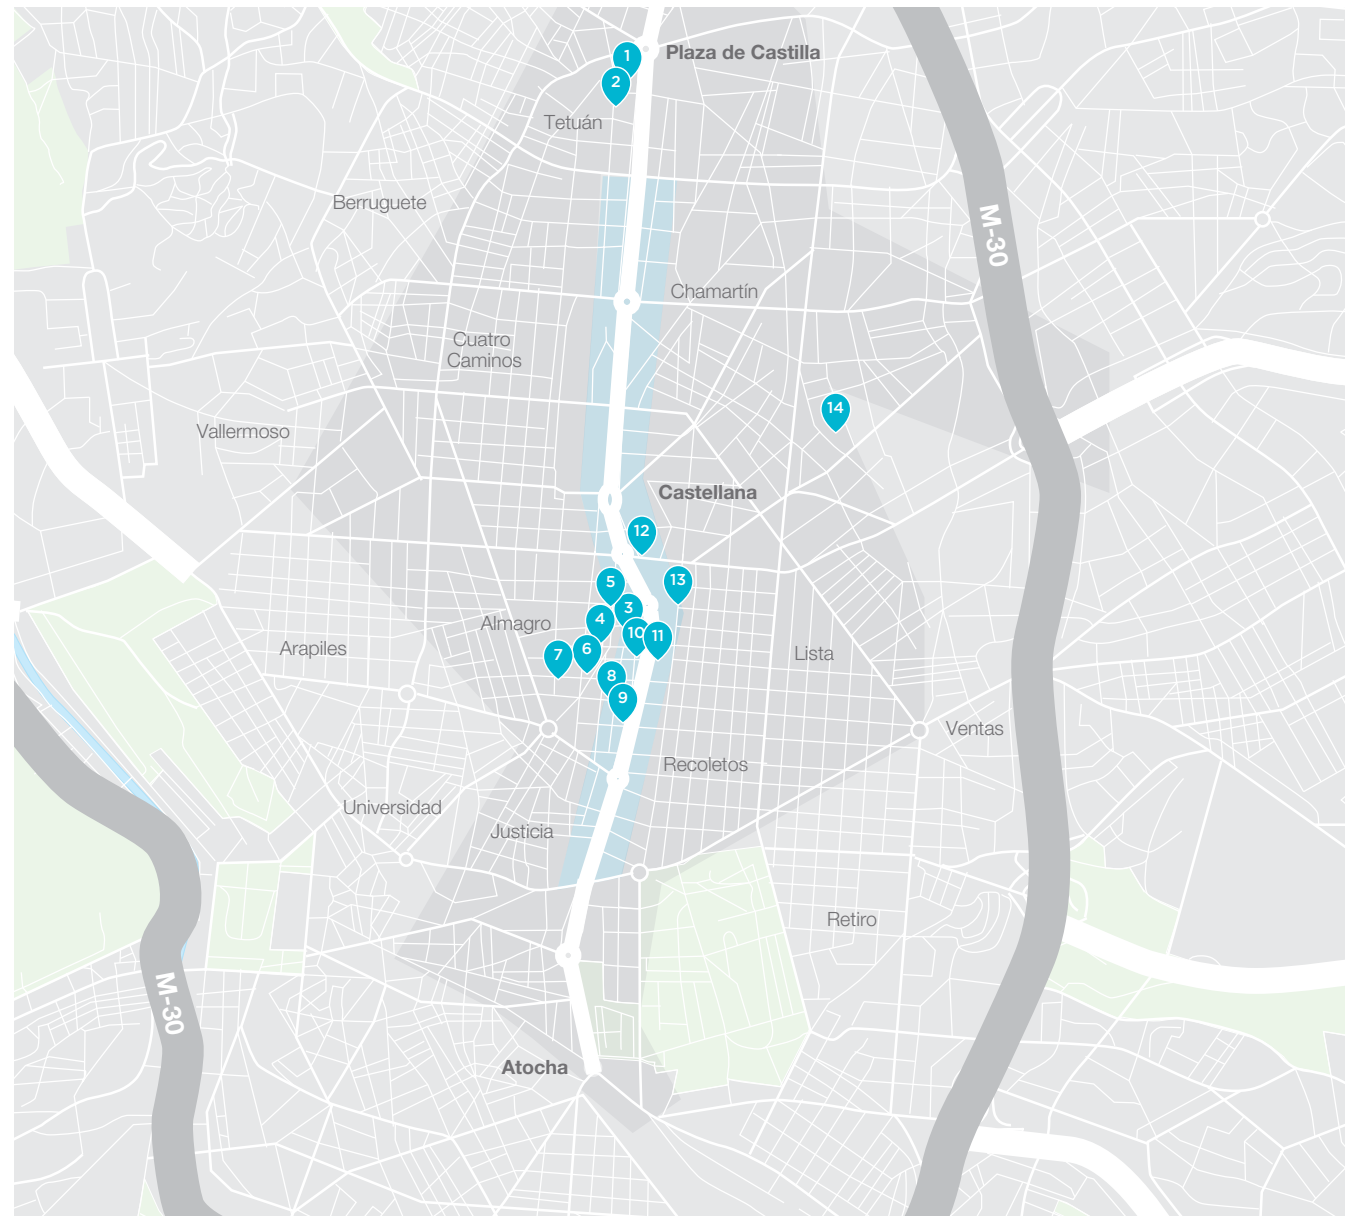 1
Plaza de Castilla
2
Tetuán
Berruguete
M-30
Chamartín
Cuatro
Caminos
14
Vallermoso
Castellana
12
5
13
3
4
Almagro
10
11
Arapiles
6
7
Lista
8
9
Ventas
Recoletos
Universidad
Justicia
Retiro
M-30
Atocha